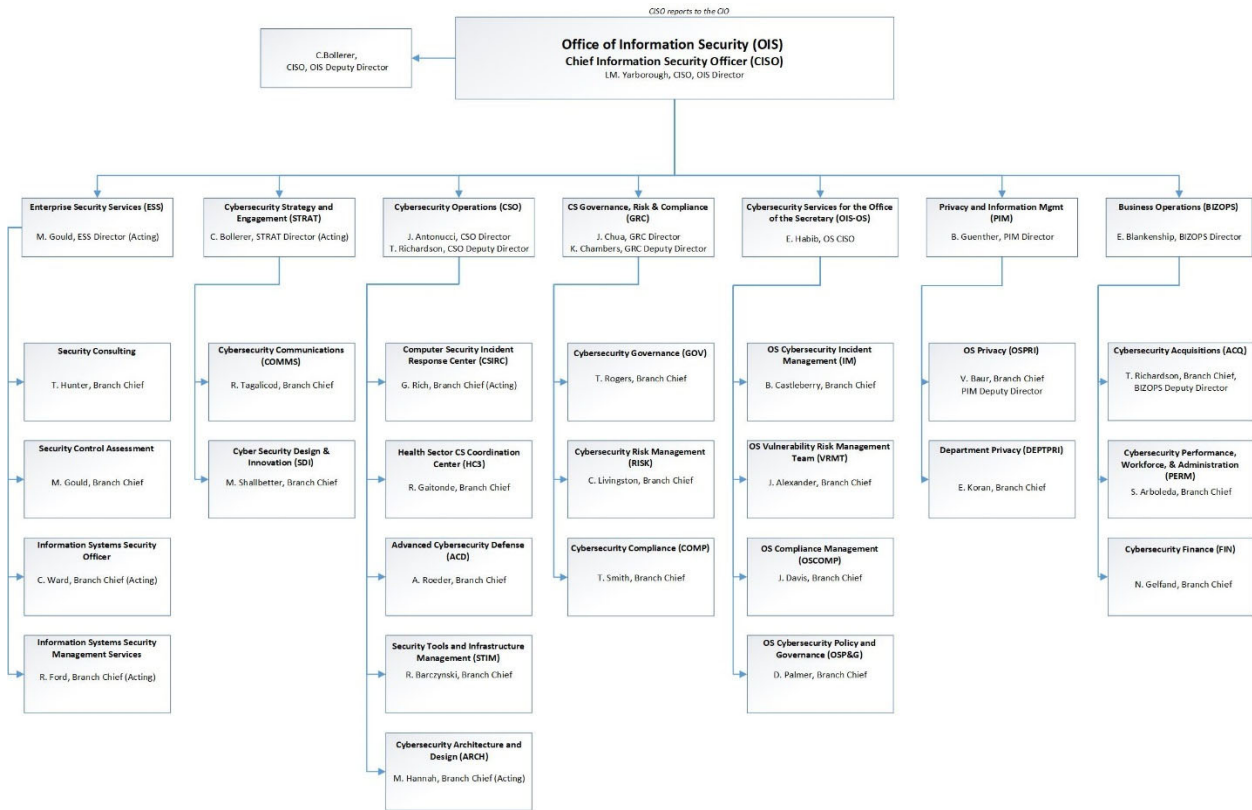 CISO reports to the CIO
Office of Information Security (OIS)
Chief Information Security Officer (CISO)
LM. Yarborough, CISO, OIS Director
C.Bollerer,
CISO, OIS Deputy Director
Enterprise Security Services (ESS)
M. Gould, ESS Director (Acting)
Cybersecurity Strategy and
Engagement (STRAT)
C. Bollerer, STRAT Director (Acting)
Cybersecurity Operations (CSO)
J. Antonucci, CSO Director
T. Richardson, CSO Deputy Director
CS Governance, Risk & Compliance
(GRC)
J. Chua, GRC Director
K. Chambers, GRC Deputy Director
Cybersecurity Services for the Office
of the Secretary (OIS-OS)
E. Habib, OS CISO
Privacy and Information Mgmt
(PIM)
B. Guenther, PIM Director
Business Operations (BIZOPS)
E. Blankenship, BIZOPS Director
Security Consulting
T. Hunter, Branch Chief
Security Control Assessment
M. Gould, Branch Chief
Information Systems Security
Officer
C. Ward, Branch Chief (Acting)
Information Systems Security
Management Services
R. Ford, Branch Chief (Acting)
Cybersecurity Communications
(COMMS)
R. Tagalicod, Branch Chief
Cyber Security Design &
Innovation (SDI)
M. Shallbetter, Branch Chief
Computer Security Incident
Response Center (CSIRC)
G. Rich, Branch Chief (Acting)
Health Sector CS Coordination
Center (HC3)
R. Gaitonde, Branch Chief
Advanced Cybersecurity Defense
(ACD)
A. Roeder, Branch Chief
Security Tools and Infrastructure
Management (STIM)
R. Barczynski, Branch Chief
Cybersecurity Architecture and
Design (ARCH)
M. Hannah, Branch Chief (Acting)
Cybersecurity Governance (GOV)
T. Rogers, Branch Chief
Cybersecurity Risk Management
(RISK)
C. Livingston, Branch Chief
Cybersecurity Compliance (COMP)
T. Smith, Branch Chief
OS Cybersecurity Incident
Management (IM)
B. Castleberry, Branch Chief
OS Vulnerability Risk Management
Team (VRMT)
J. Alexander, Branch Chief
OS Compliance Management
(OSCOMP)
J. Davis, Branch Chief
OS Cybersecurity Policy and
Governance (OSP&G)
D. Palmer, Branch Chief
OS Privacy (OSPRI)
V. Baur, Branch Chief
PIM Deputy Director
Department Privacy (DEPTPRI)
E. Koran, Branch Chief
Cybersecurity Acquisitions (ACQ)
T. Richardson, Branch Chief,
BIZOPS Deputy Director
Cybersecurity Performance,
Workforce, & Administration
(PERM)
S. Arboleda, Branch Chief
Cybersecurity Finance (FIN)
N. Gelfand, Branch Chief